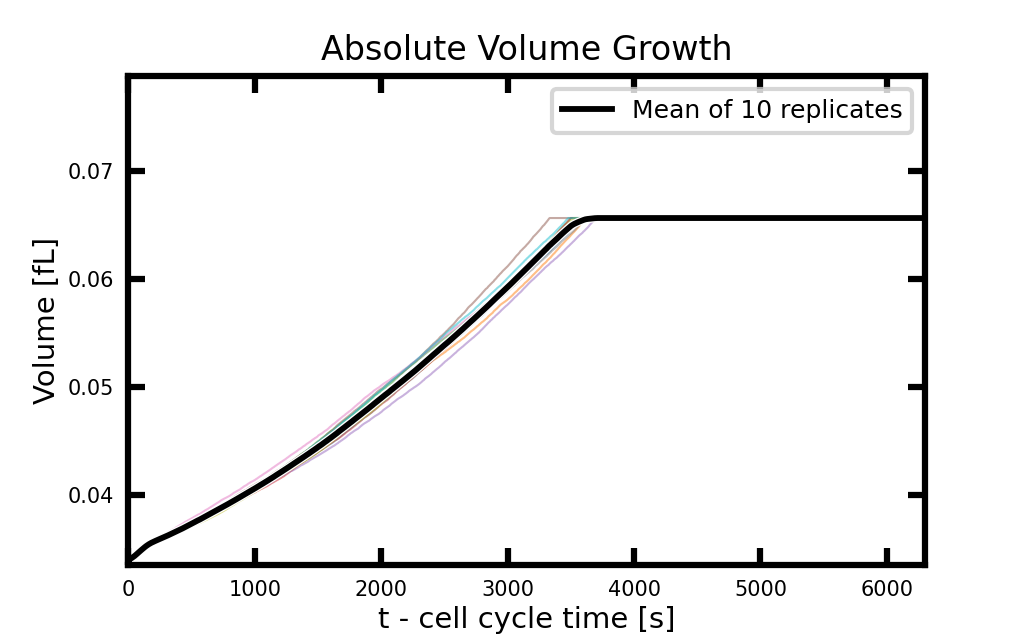 Absolute Volume Growth
Mean of 10 replicates
Volume [fL]
0.07
0.06
0.05
0.04
0 1000 2000 3000 4000 5000 6000
t - cell cycle time [s]